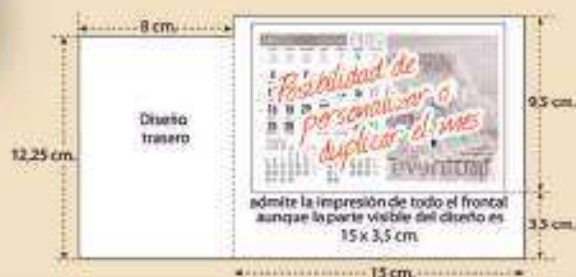 8 cm.
Diseño
trasero
12,25 cm.
Posibilidad de
personalizar o
duplicar el mes
9,5 cm.
admite la impresión de todo el frontal
aunque la parte visible del diseño es
15 x 3,5 cm.
3,5 cm.
15 cm.